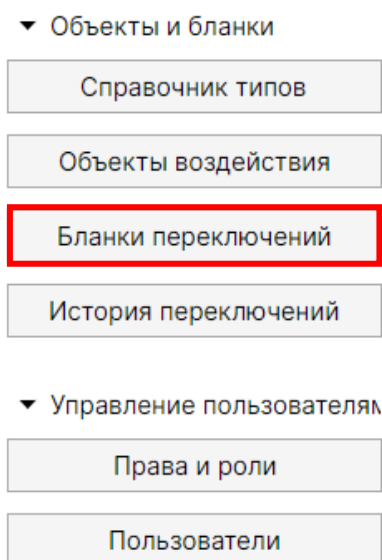 Объекты и бланки
Справочник типов
Объекты воздействия
Бланки переключений
История переключений
Управление пользователям
Права и роли
Пользователи